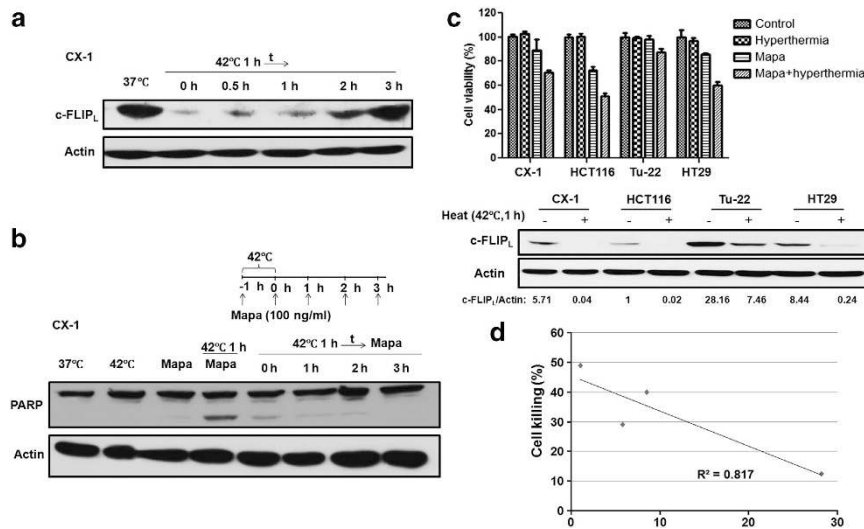 a
CX-1
42℃ 1 h t
37℃ 0 h 0.5 h 1 h 2 h 3 h
c-FLIPL
Actin
b
42℃
-1 h 0 h 1 h 2 h 3 h
Mapa (100 ng/ml)
CX-1
37℃ 42℃ Mapa 42℃ 1 h Mapa 42℃ 1 h t Mapa
0 h 1 h 2 h 3 h
PARP
Actin
c
Cell viability (%)
120
100
80
60
40
20
0
CX-1 HCT116 Tu-22 HT29
Control
Hyperthermia
Mapa
Mapa+hyperthermia
CX-1 HCT116 Tu-22 HT29
Heat (42℃,1 h) - + - + - + - +
c-FLIPL
Actin
c-FLIPL/Actin: 5.71 0.04 1 0.02 28.16 7.46 8.44 0.24
d
Cell killing (%)
60
50
40
30
20
10
0
R² = 0.817
0 10 20 30